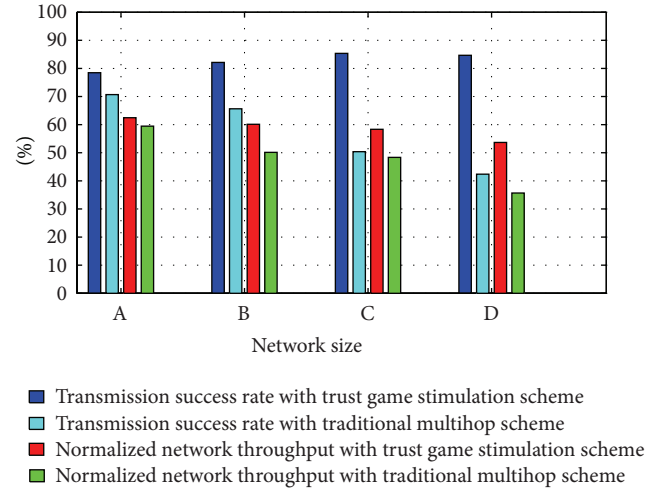 100
90
80
70
60
50
40
30
20
10
0
(%)
A B C D
Network size
Transmission success rate with trust game stimulation scheme
Transmission success rate with traditional multihop scheme
Normalized network throughput with trust game stimulation scheme
Normalized network throughput with traditional multihop scheme